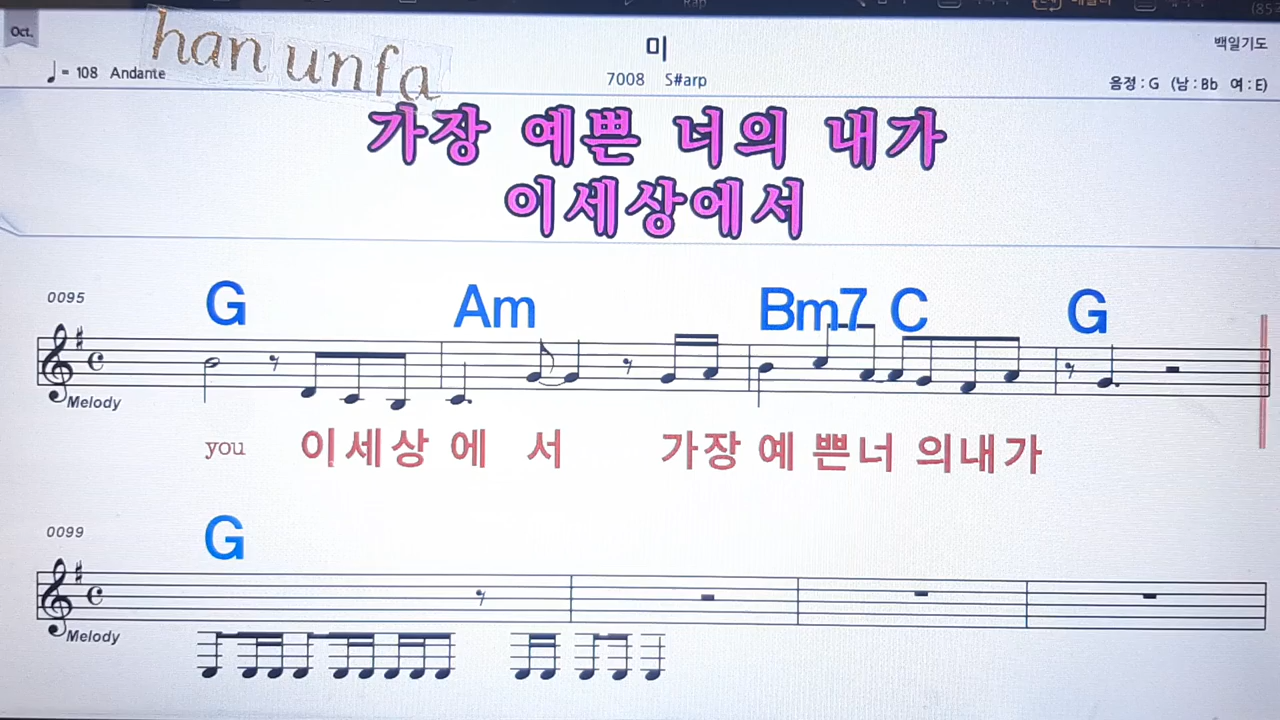 Oct.
han unfa
미
백일기도
♩ = 108 Andante
7008 S#arp
음정 : G (남 : Bb 여 : E)
가장 예쁜 너의 내가
이세상에서
0095
G Am Bm7 C G
Melody
you 이세상 에 서 가장 예 쁜너 의내가
0099
G
Melody